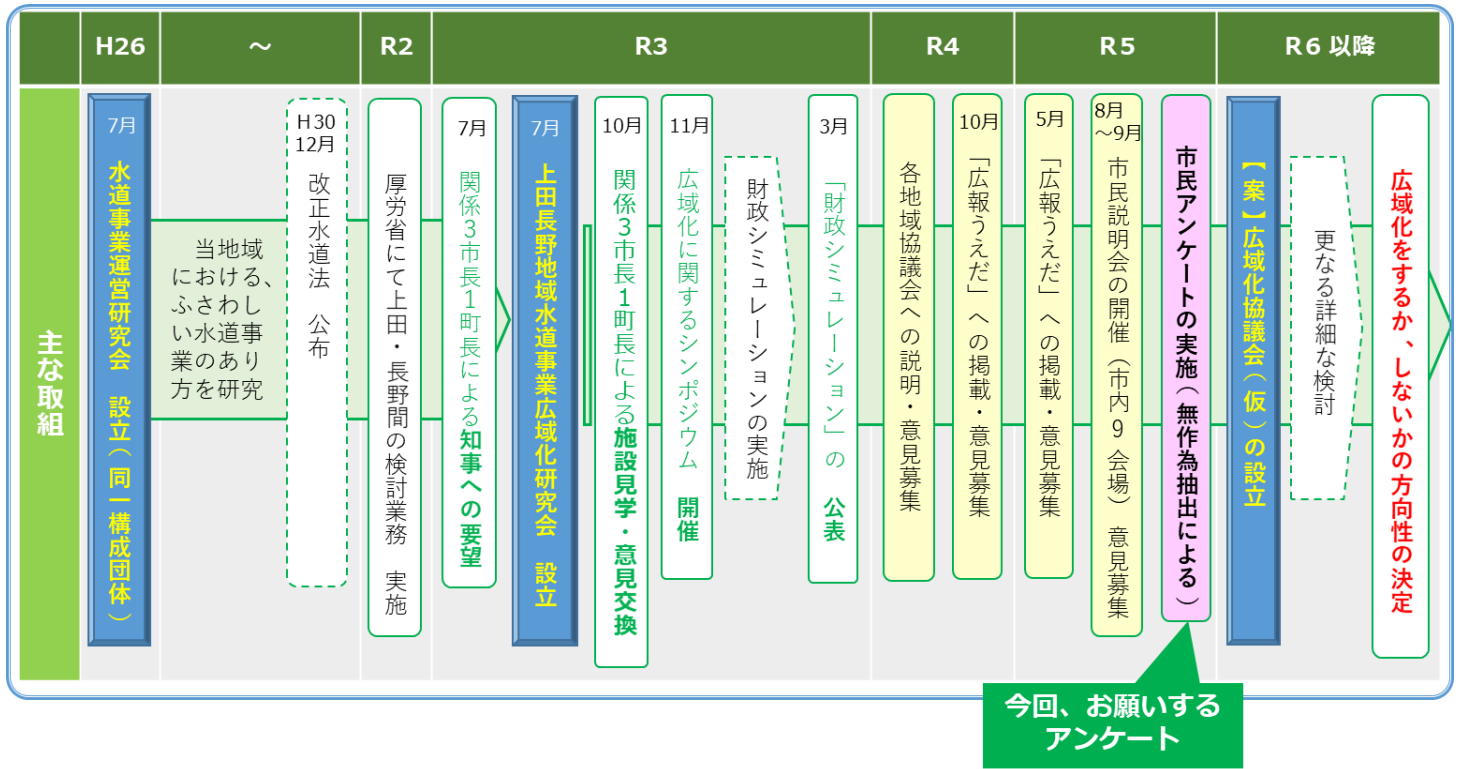 H26
～
R2
R3
R4
R5
R6 以降
主な取組
7月
水道事業運営研究会　設立（同一構成団体）
当地域
における、
ふさわし
い水道事
業のあり
方を研究
Ｈ30
12月
改正水道法　公布
厚労省にて上田・長野間の検討業務　実施
7月
関係３市長１町長による知事への要望
7月
上田長野地域水道事業広域化研究会　設立
10月
関係３市長１町長による施設見学・意見交換
11月
広域化に関するシンポジウム　開催
財政シミュレーションの実施
3月
「財政シミュレーション」の　公表
各地域協議会への説明・意見募集
10月
「広報うえだ」への掲載・意見募集
5月
「広報うえだ」への掲載・意見募集
8月
～9月
市民説明会の開催（市内９会場）　意見募集
市民アンケートの実施（無作為抽出による）
【案】広域化協議会（仮）の設立
更なる詳細な検討
広域化をするか、しないかの方向性の決定
今回、お願いする
アンケート